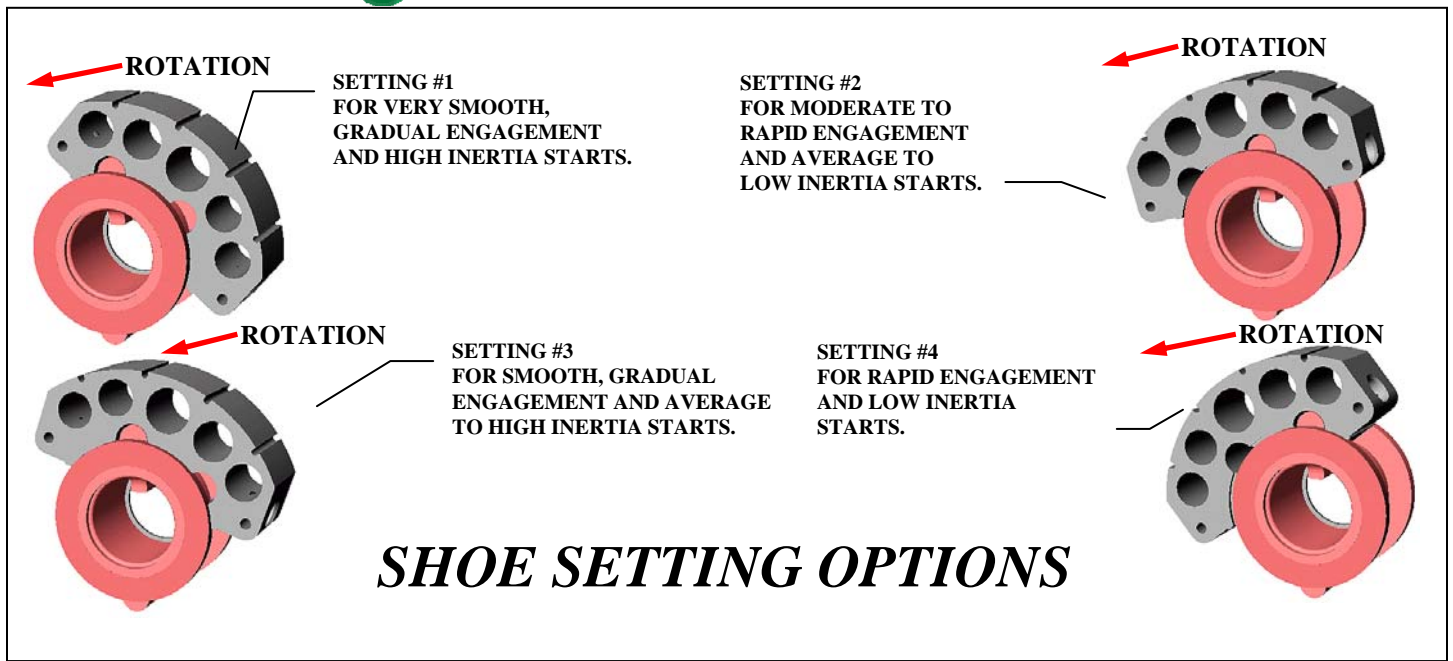 ROTATION
SETTING #1
FOR VERY SMOOTH,
GRADUAL ENGAGEMENT
AND HIGH INERTIA STARTS.
ROTATION
SETTING #2
FOR MODERATE TO
RAPID ENGAGEMENT
AND AVERAGE TO
LOW INERTIA STARTS.
ROTATION
SETTING #3
FOR SMOOTH, GRADUAL
ENGAGEMENT AND AVERAGE
TO HIGH INERTIA STARTS.
ROTATION
SETTING #4
FOR RAPID ENGAGEMENT
AND LOW INERTIA
STARTS.
SHOE SETTING OPTIONS